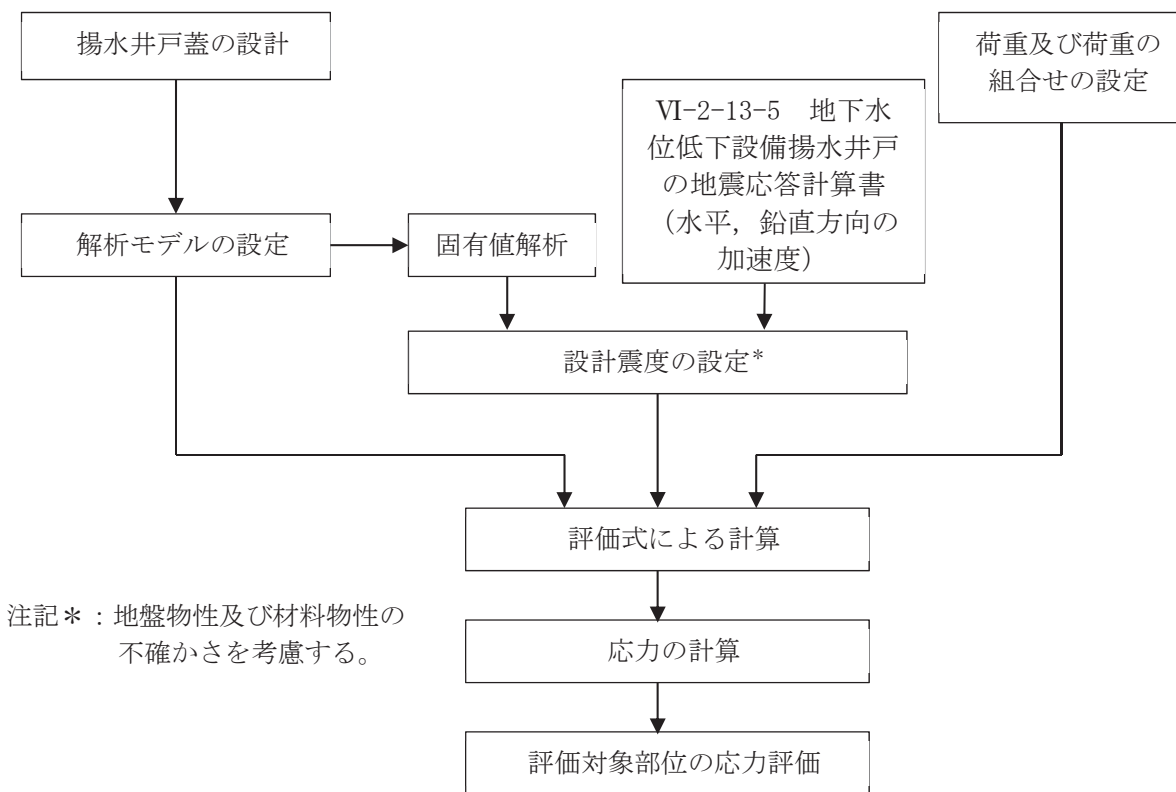 揚水井戸蓋の設計
荷重及び荷重の
組合せの設定
Ⅵ-2-13-5 地下水
位低下設備揚水井戸
の地震応答計算書
（水平，鉛直方向の
加速度）
解析モデルの設定
固有値解析
設計震度の設定*
評価式による計算
注記＊：地盤物性及び材料物性の
不確かさを考慮する。
応力の計算
評価対象部位の応力評価